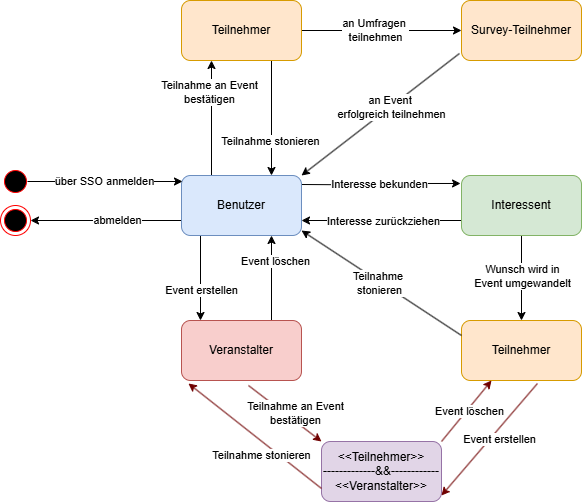 Teilnehmer
an Umfragen
teilnehmen
Survey-Teilnehmer
Teilnahme an Event
bestätigen
an Event
erfolgreich teilnehmen
Teilnahme stonieren
über SSO anmelden
Benutzer
Interesse bekunden
Interessent
abmelden
Interesse zurückziehen
Event löschen
Wunsch wird in
Event umgewandelt
Teilnahme
stonieren
Event erstellen
Veranstalter
Teilnehmer
Teilnahme an Event
bestätigen
Event löschen
Event erstellen
Teilnahme stonieren
<<Teilnehmer>>
-------------&&------------
<<Veranstalter>>